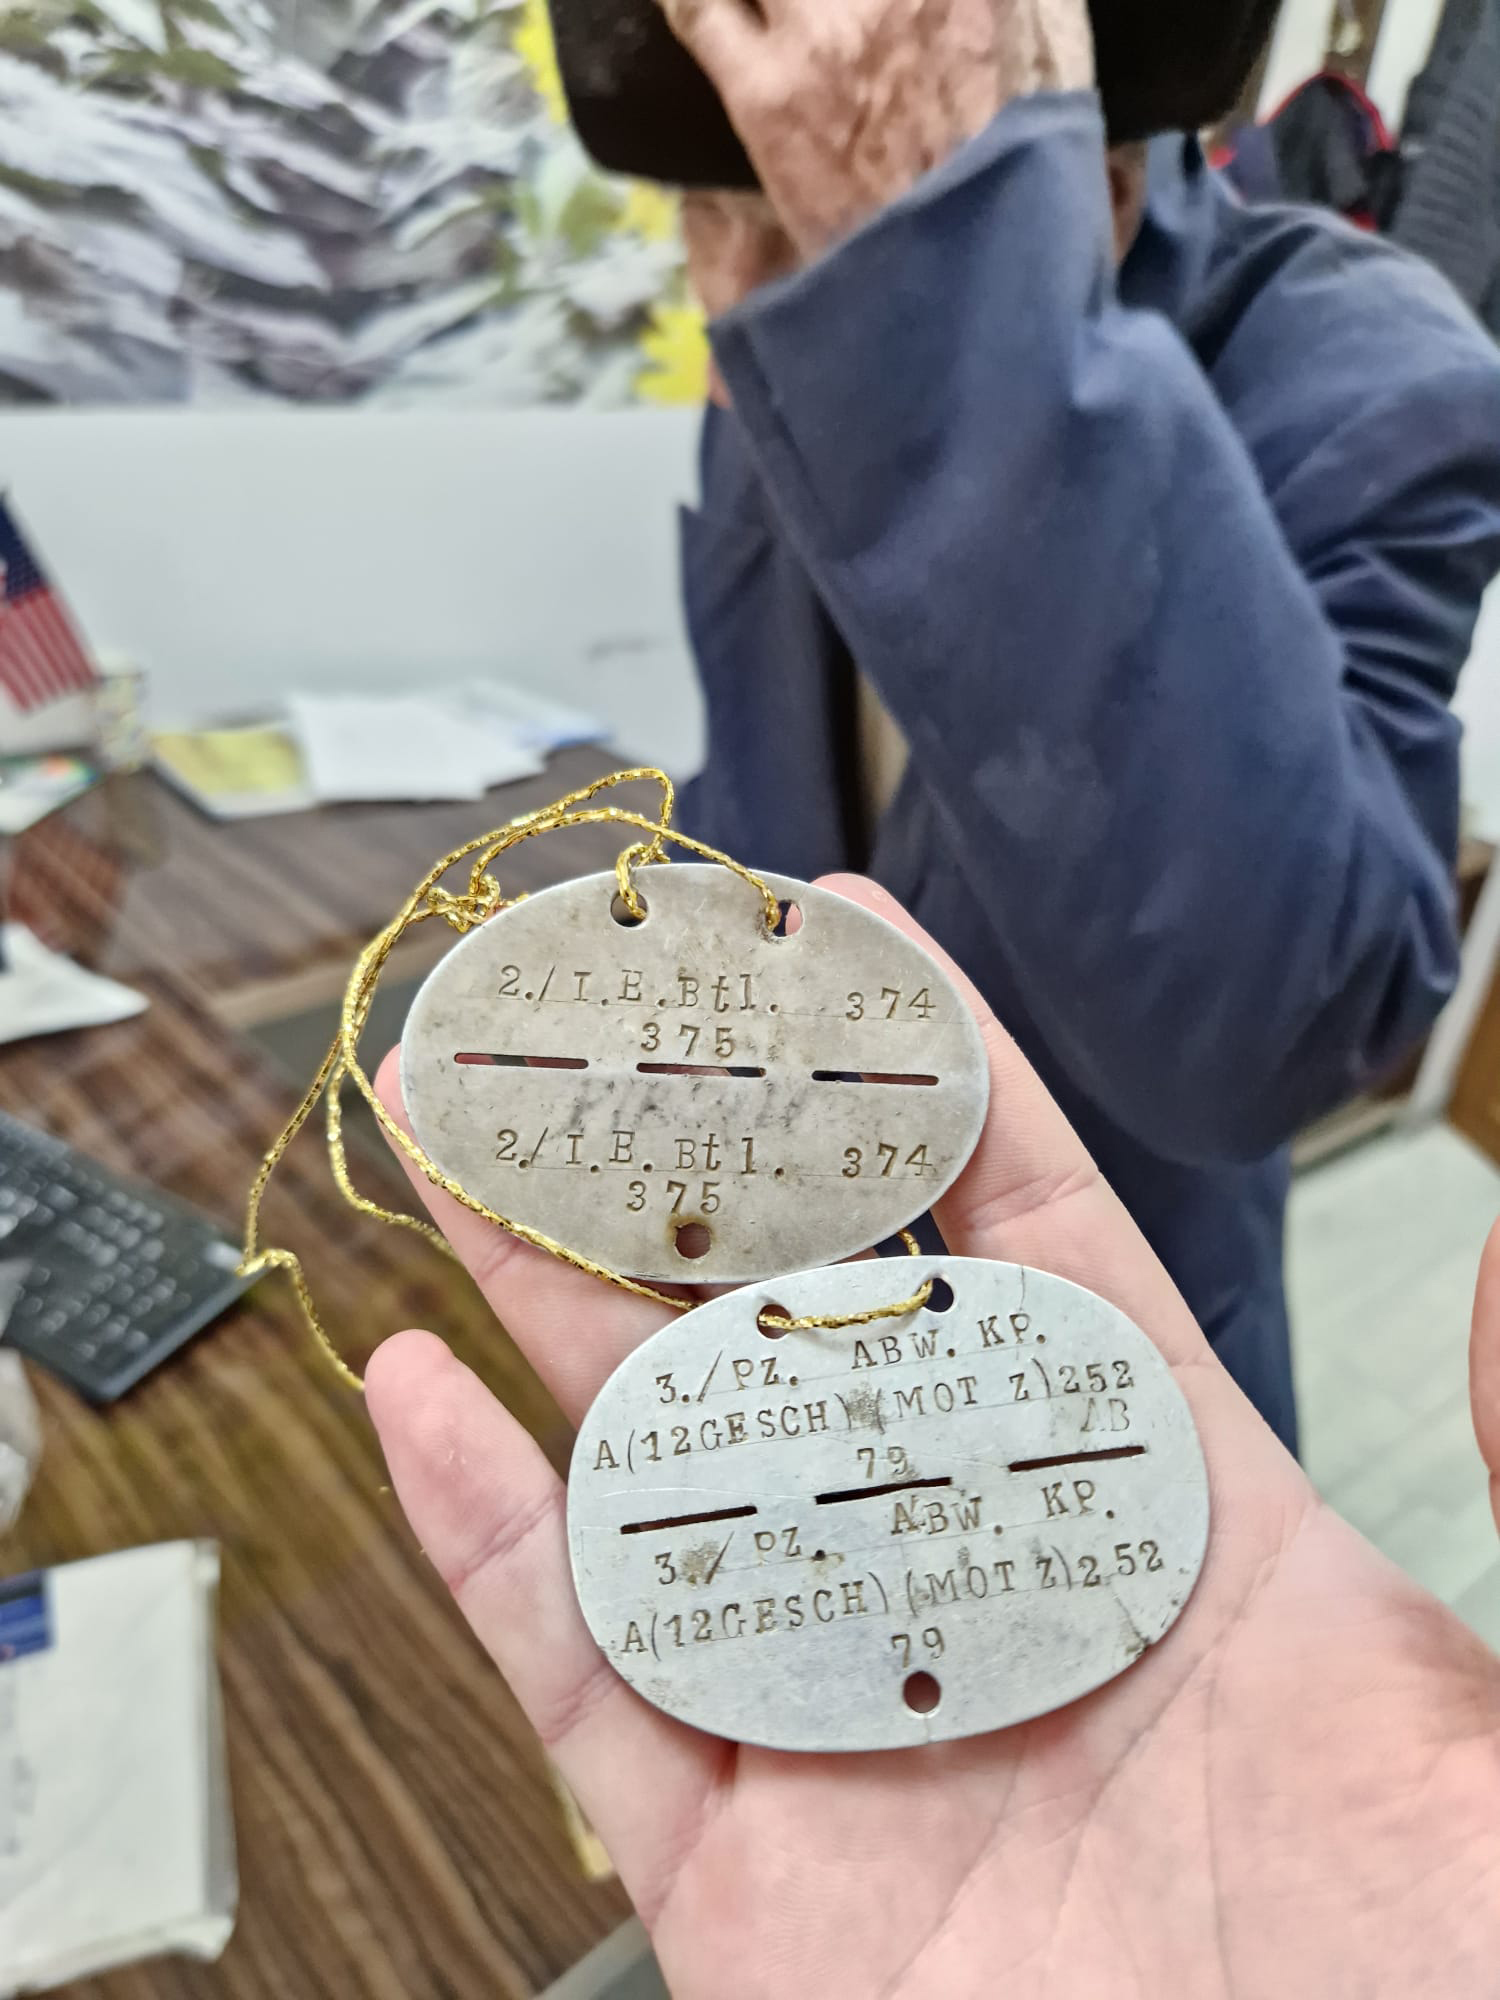 2./I.E.Btl. 374
375
2./I.E.Btl. 374
375
3./PZ. ABW. KP.
A(12GESCH)(MOT Z)252
AB
79
3./PZ. ABW. KP.
A(12GESCH)(MOT Z)252
79